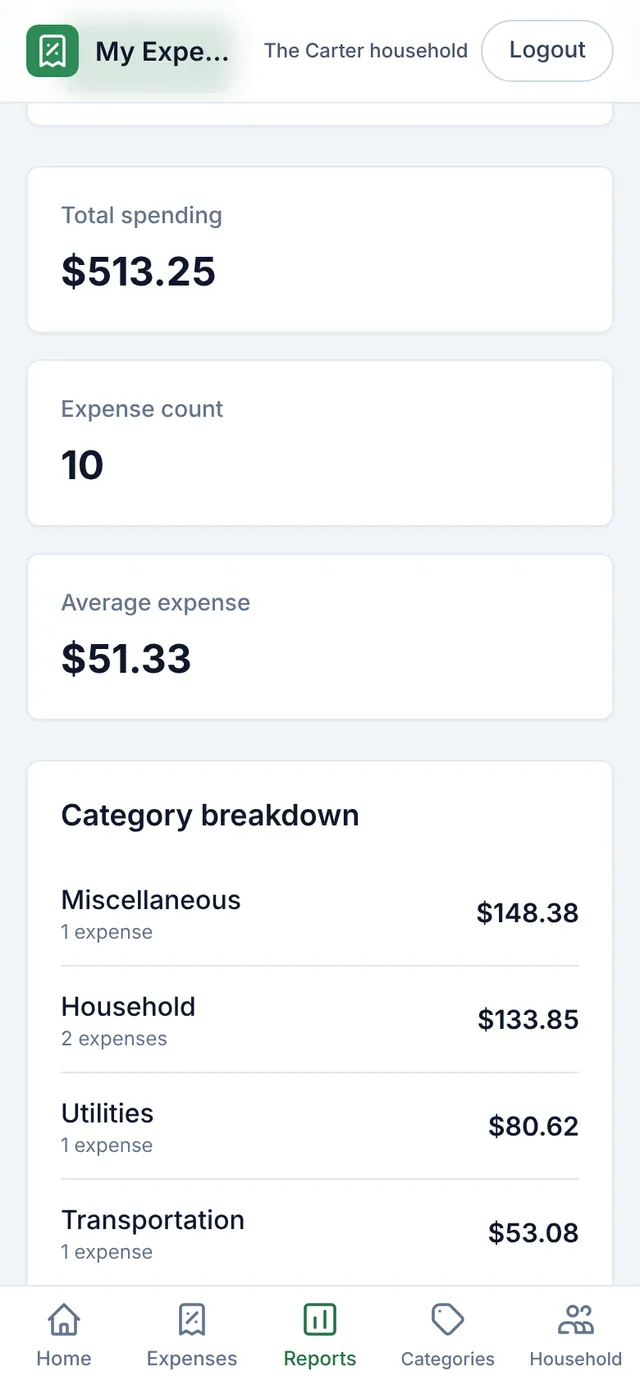 My Expe...
The Carter household
Logout
Total spending
$513.25
Expense count
10
Average expense
$51.33
Category breakdown
Miscellaneous
1 expense
$148.38
Household
2 expenses
$133.85
Utilities
1 expense
$80.62
Transportation
1 expense
$53.08
Home
Expenses
Reports
Categories
Household